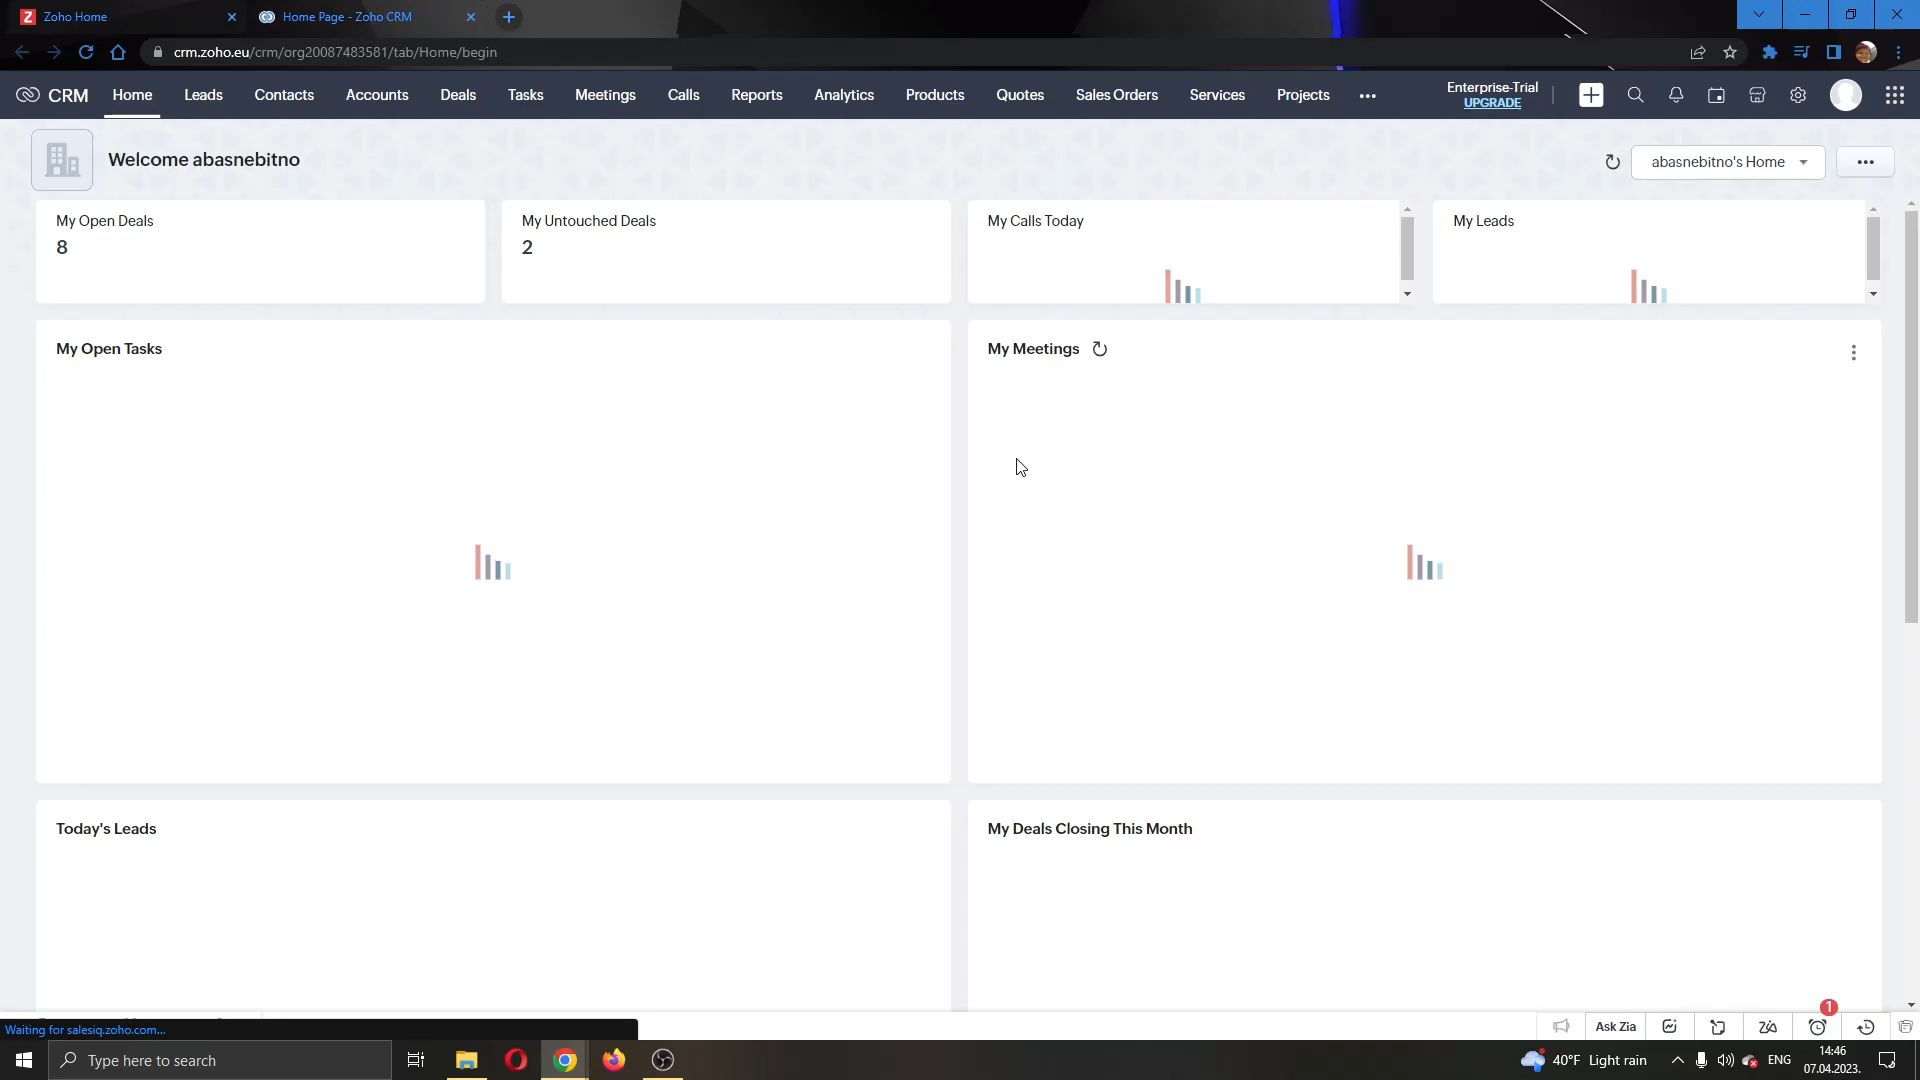 Zoho Home
Home Page - Zoho CRM
crm.zoho.eu/crm/org20087483581/tab/Home/begin
CRM
Home
Leads
Contacts
Accounts
Deals
Tasks
Meetings
Calls
Reports
Analytics
Products
Quotes
Sales Orders
Services
Projects
Enterprise-Trial
UPGRADE
Welcome abasnebitno
abasnebitno's Home
My Open Deals
8
My Untouched Deals
2
My Calls Today
My Leads
My Open Tasks
My Meetings
Today's Leads
My Deals Closing This Month
1
Waiting for salesiq.zoho.com...
Ask Zia
Type here to search
40°F Light rain
ENG
14:46
07.04.2023.